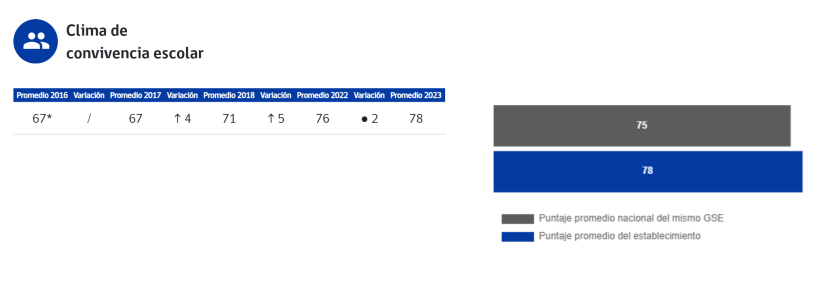 Clima de
convivencia escolar
Promedio 2016 Variación Promedio 2017 Variación Promedio 2018 Variación Promedio 2022 Variación Promedio 2023
67* / 67 ↑ 4 71 ↑ 5 76 ● 2 78
75
78
Puntaje promedio nacional del mismo GSE
Puntaje promedio del establecimiento